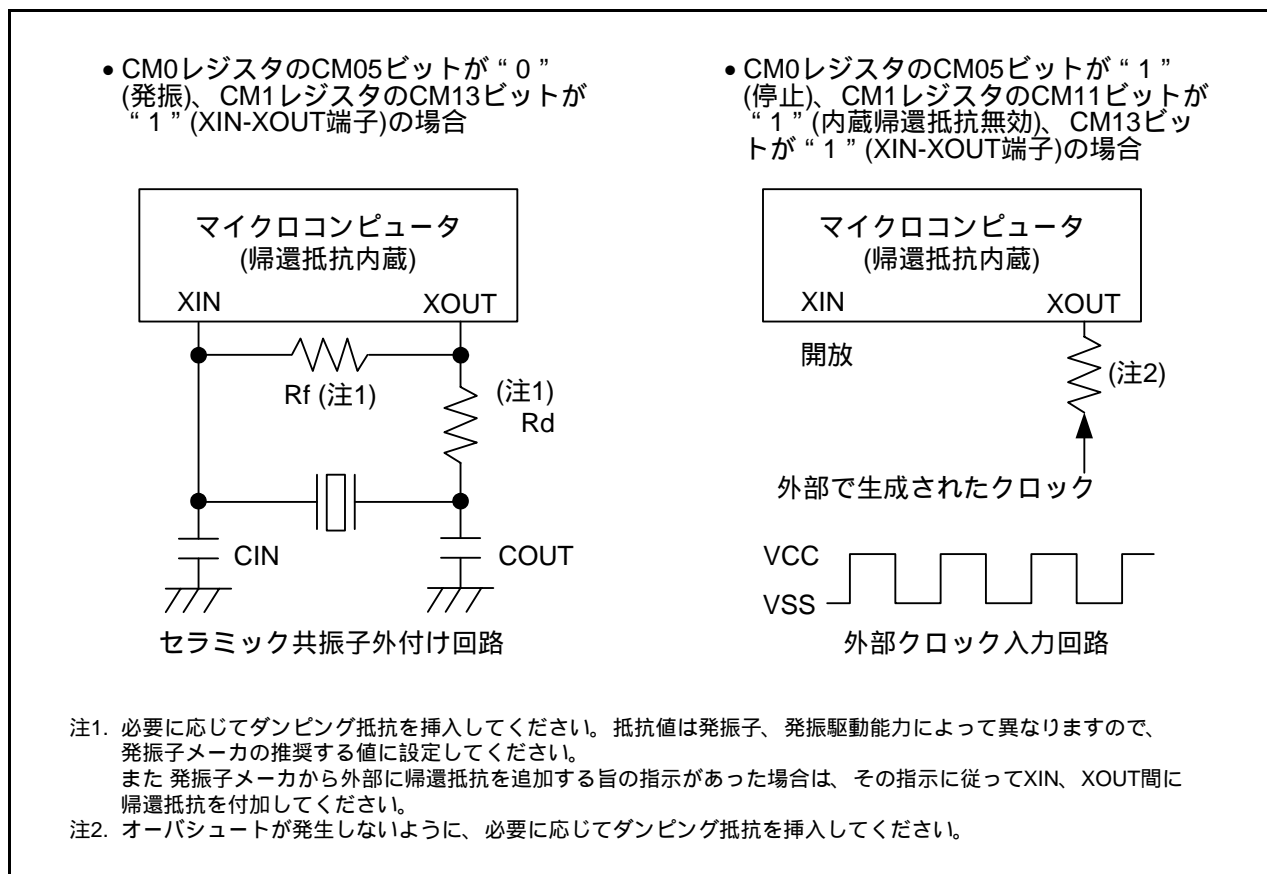 • CM0レジスタのCM05ビットが“ 0 ”
(発振)、CM1レジスタのCM13ビットが
“ 1 ” (XIN-XOUT端子)の場合
マイクロコンピュータ
(帰還抵抗内蔵)
XIN
XOUT
Rf (注1)
(注1)
Rd
CIN
COUT
セラミック共振子外付け回路
• CM0レジスタのCM05ビットが“ 1 ”
(停止)、CM1レジスタのCM11ビットが
“ 1 ” (内蔵帰還抵抗無効)、CM13ビッ
トが“ 1 ” (XIN-XOUT端子)の場合
マイクロコンピュータ
(帰還抵抗内蔵)
XIN
XOUT
開放
(注2)
外部で生成されたクロック
VCC
VSS
外部クロック入力回路
注1. 必要に応じてダンピング抵抗を挿入してください。抵抗値は発振子、発振駆動能力によって異なりますので、
発振子メーカの推奨する値に設定してください。
また 発振子メーカから外部に帰還抵抗を追加する旨の指示があった場合は、その指示に従ってXIN、XOUT間に
帰還抵抗を付加してください。
注2. オーバシュートが発生しないように、必要に応じてダンピング抵抗を挿入してください。